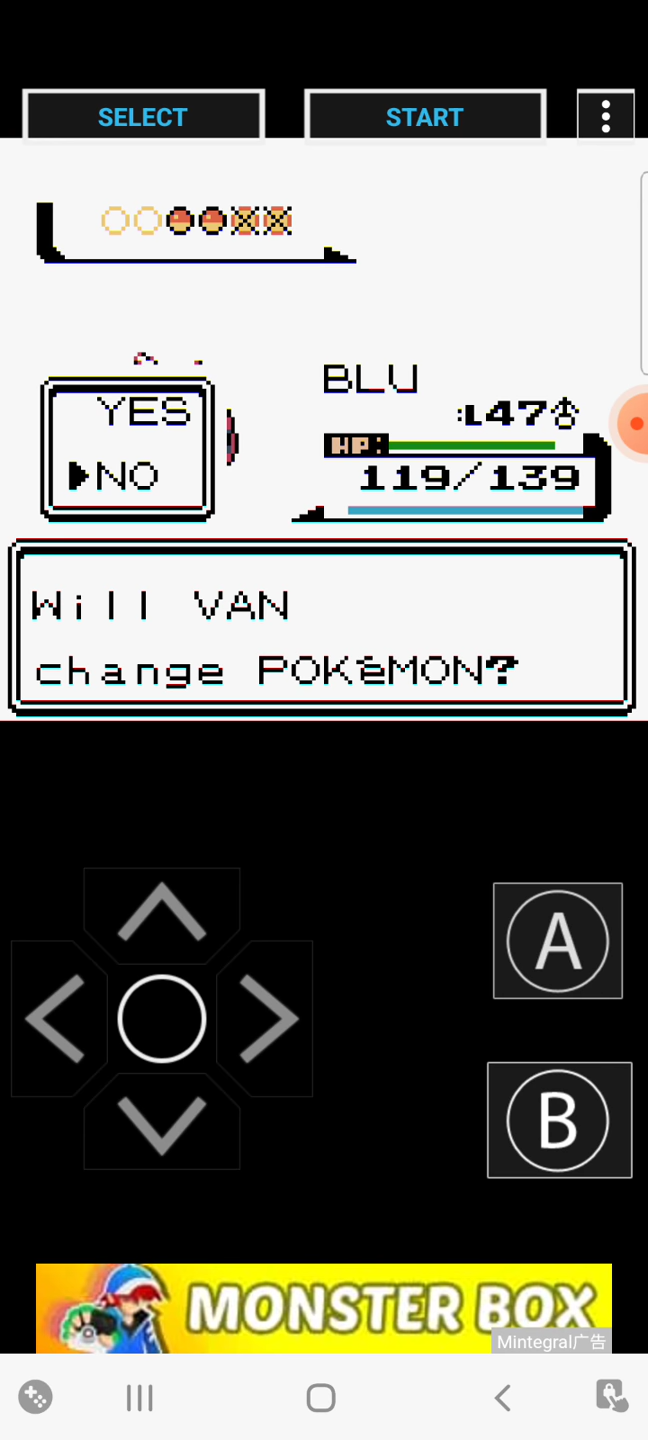 SELECT
START
BLU
:L47♂
HP:
119/139
YES
▶NO
Will VAN
change POKéMON?
A
B
MONSTER BOX
Mintegral广告